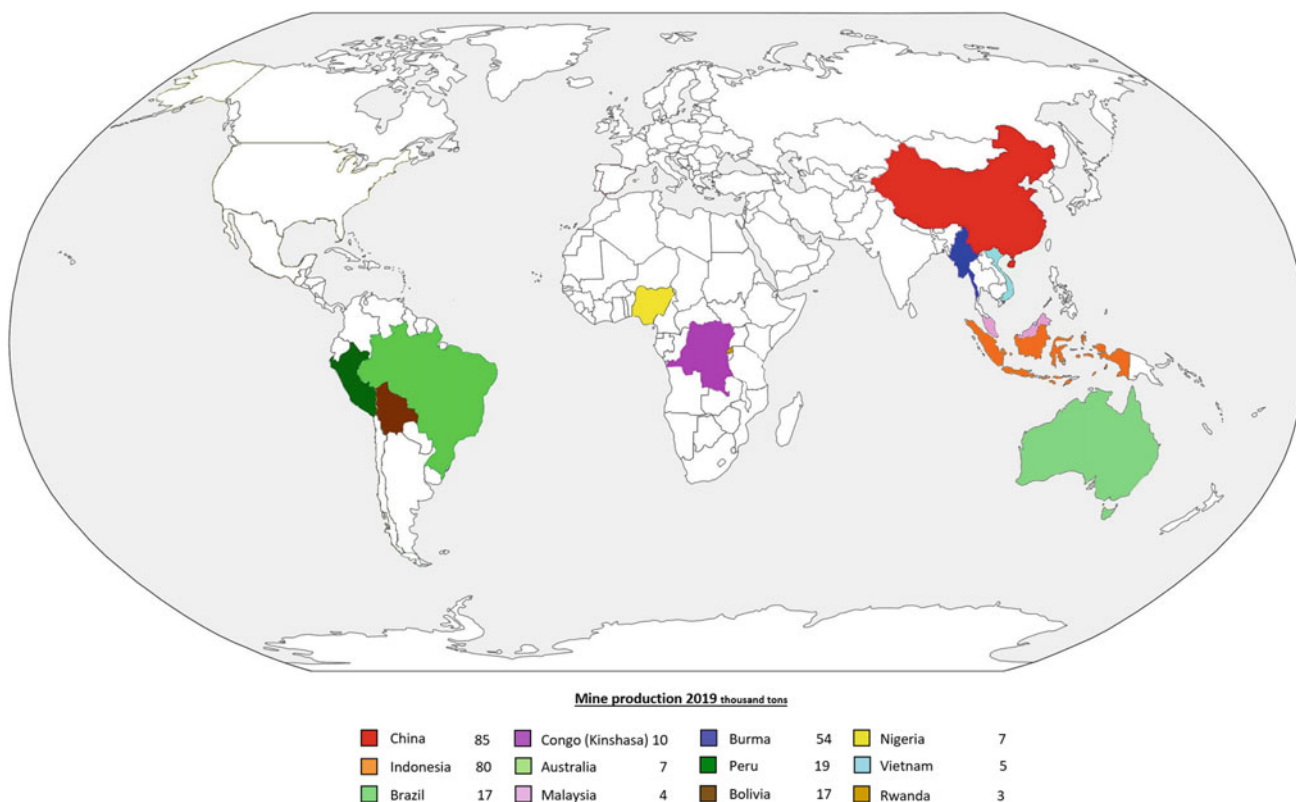 Mine production 2019 thousand tons
China 85 Congo (Kinshasa) 10 Burma 54 Nigeria 7
Indonesia 80 Australia 7 Peru 19 Vietnam 5
Brazil 17 Malaysia 4 Bolivia 17 Rwanda 3